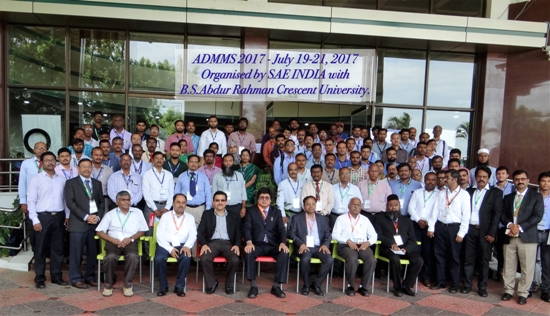 ADMMS 2017 - July 19-21, 2017
Organised by SAE INDIA with
B.S.Abdur Rahman Crescent University.